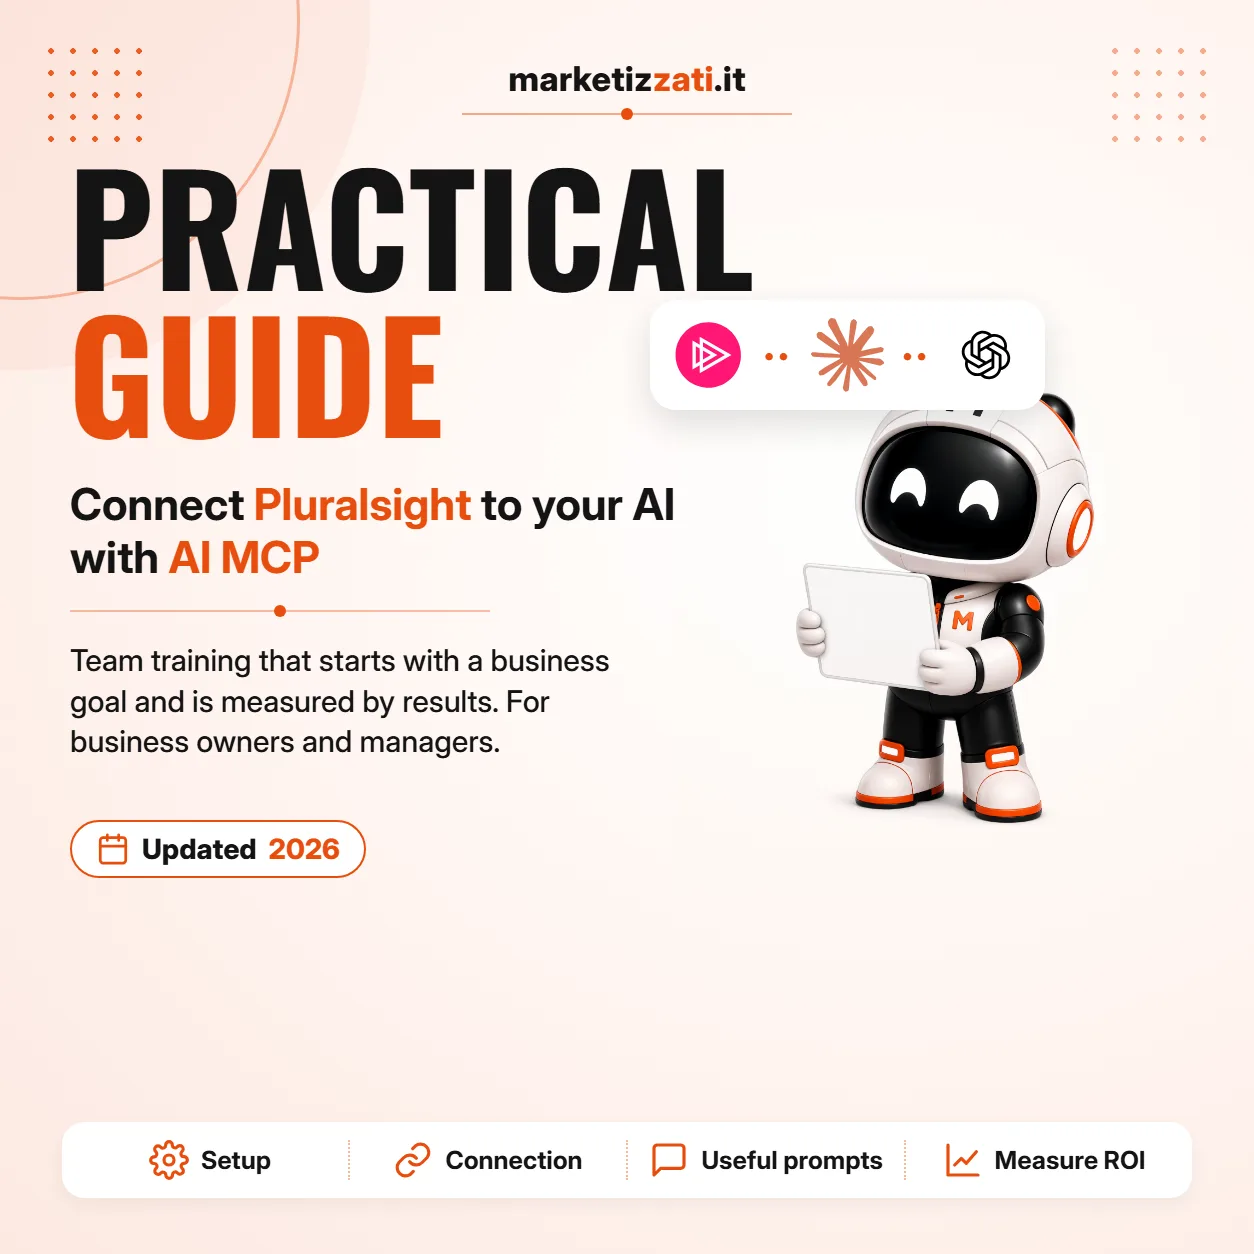 marketizzati.it
PRACTICAL
GUIDE
Connect Pluralsight to your AI
with AI MCP
Team training that starts with a business
goal and is measured by results. For
business owners and managers.
Updated 2026
M
Setup
Connection
Useful prompts
Measure ROI